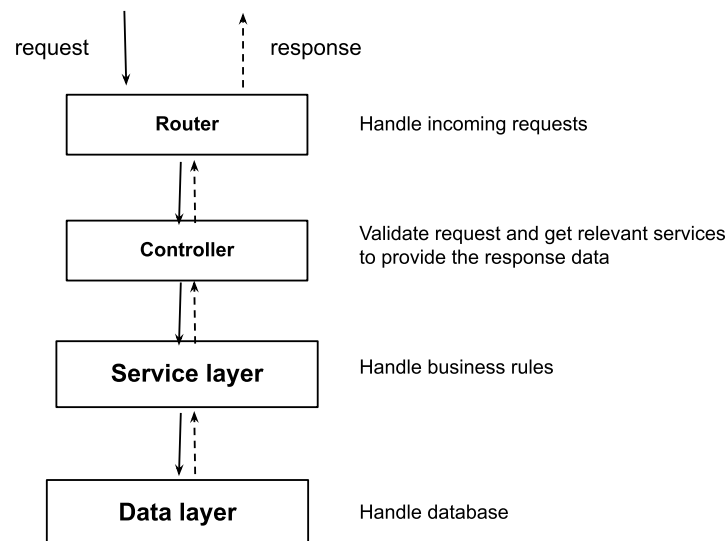 request
response
Router
Handle incoming requests
Controller
Validate request and get relevant services
to provide the response data
Service layer
Handle business rules
Data layer
Handle database